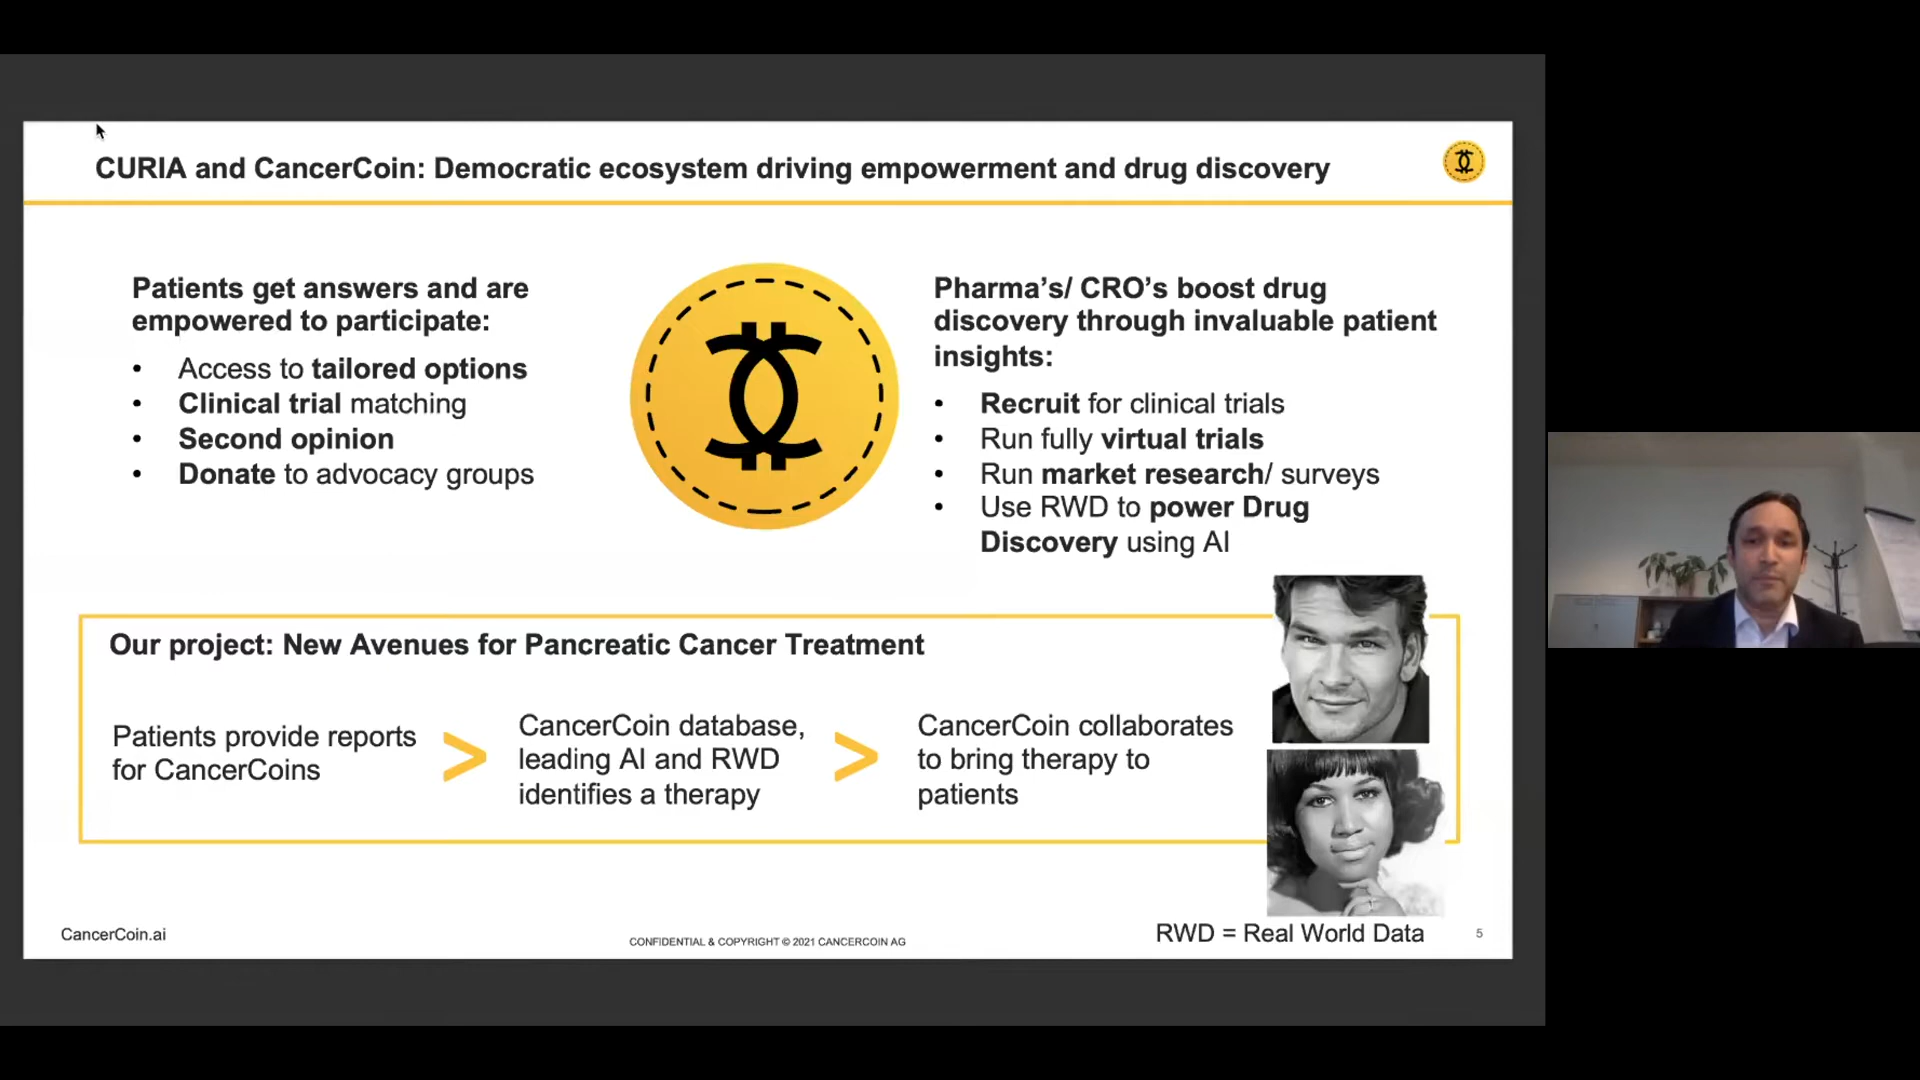 CURIA and CancerCoin: Democratic ecosystem driving empowerment and drug discovery
Patients get answers and are
empowered to participate:
• Access to tailored options
• Clinical trial matching
• Second opinion
• Donate to advocacy groups
Pharma’s/ CRO’s boost drug
discovery through invaluable patient
insights:
• Recruit for clinical trials
• Run fully virtual trials
• Run market research/ surveys
• Use RWD to power Drug
Discovery using AI
Our project: New Avenues for Pancreatic Cancer Treatment
Patients provide reports
for CancerCoins
>
CancerCoin database,
leading AI and RWD
identifies a therapy
>
CancerCoin collaborates
to bring therapy to
patients
CancerCoin.ai
CONFIDENTIAL & COPYRIGHT © 2021 CANCERCOIN AG
RWD = Real World Data
5